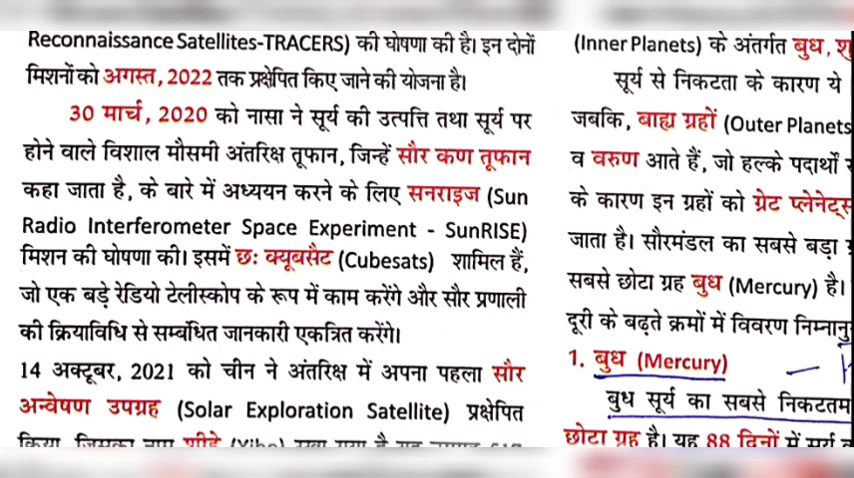 Reconnaissance Satellites-TRACERS) की घोषणा की है। इन दोनों
मिशनों को अगस्त, 2022 तक प्रक्षेपित किए जाने की योजना है।
30 मार्च, 2020 को नासा ने सूर्य की उत्पत्ति तथा सूर्य पर
होने वाले विशाल मौसमी अंतरिक्ष तूफान, जिन्हें सौर कण तूफान
कहा जाता है, के बारे में अध्ययन करने के लिए सनराइज (Sun
Radio Interferometer Space Experiment - SunRISE)
मिशन की घोषणा की। इसमें छः क्यूबसैट (Cubesats) शामिल हैं,
जो एक बड़े रेडियो टेलीस्कोप के रूप में काम करेंगे और सौर प्रणाली
की क्रियाविधि से सम्बंधित जानकारी एकत्रित करेंगे।
14 अक्टूबर, 2021 को चीन ने अंतरिक्ष में अपना पहला सौर
अन्वेषण उपग्रह (Solar Exploration Satellite) प्रक्षेपित
(Inner Planets) के अंतर्गत बुध, शु
सूर्य से निकटता के कारण ये
जबकि, बाह्य ग्रहों (Outer Planets
व वरुण आते हैं, जो हल्के पदार्थों
के कारण इन ग्रहों को ग्रेट प्लेनेट्स
जाता है। सौरमंडल का सबसे बड़ा
सबसे छोटा ग्रह बुध (Mercury) है।
दूरी के बढ़ते क्रमों में विवरण निम्नानु
1. बुध (Mercury)
बुध सूर्य का सबसे निकटतम
छोटा ग्रह है। यह 88 दिनों में सूर्य